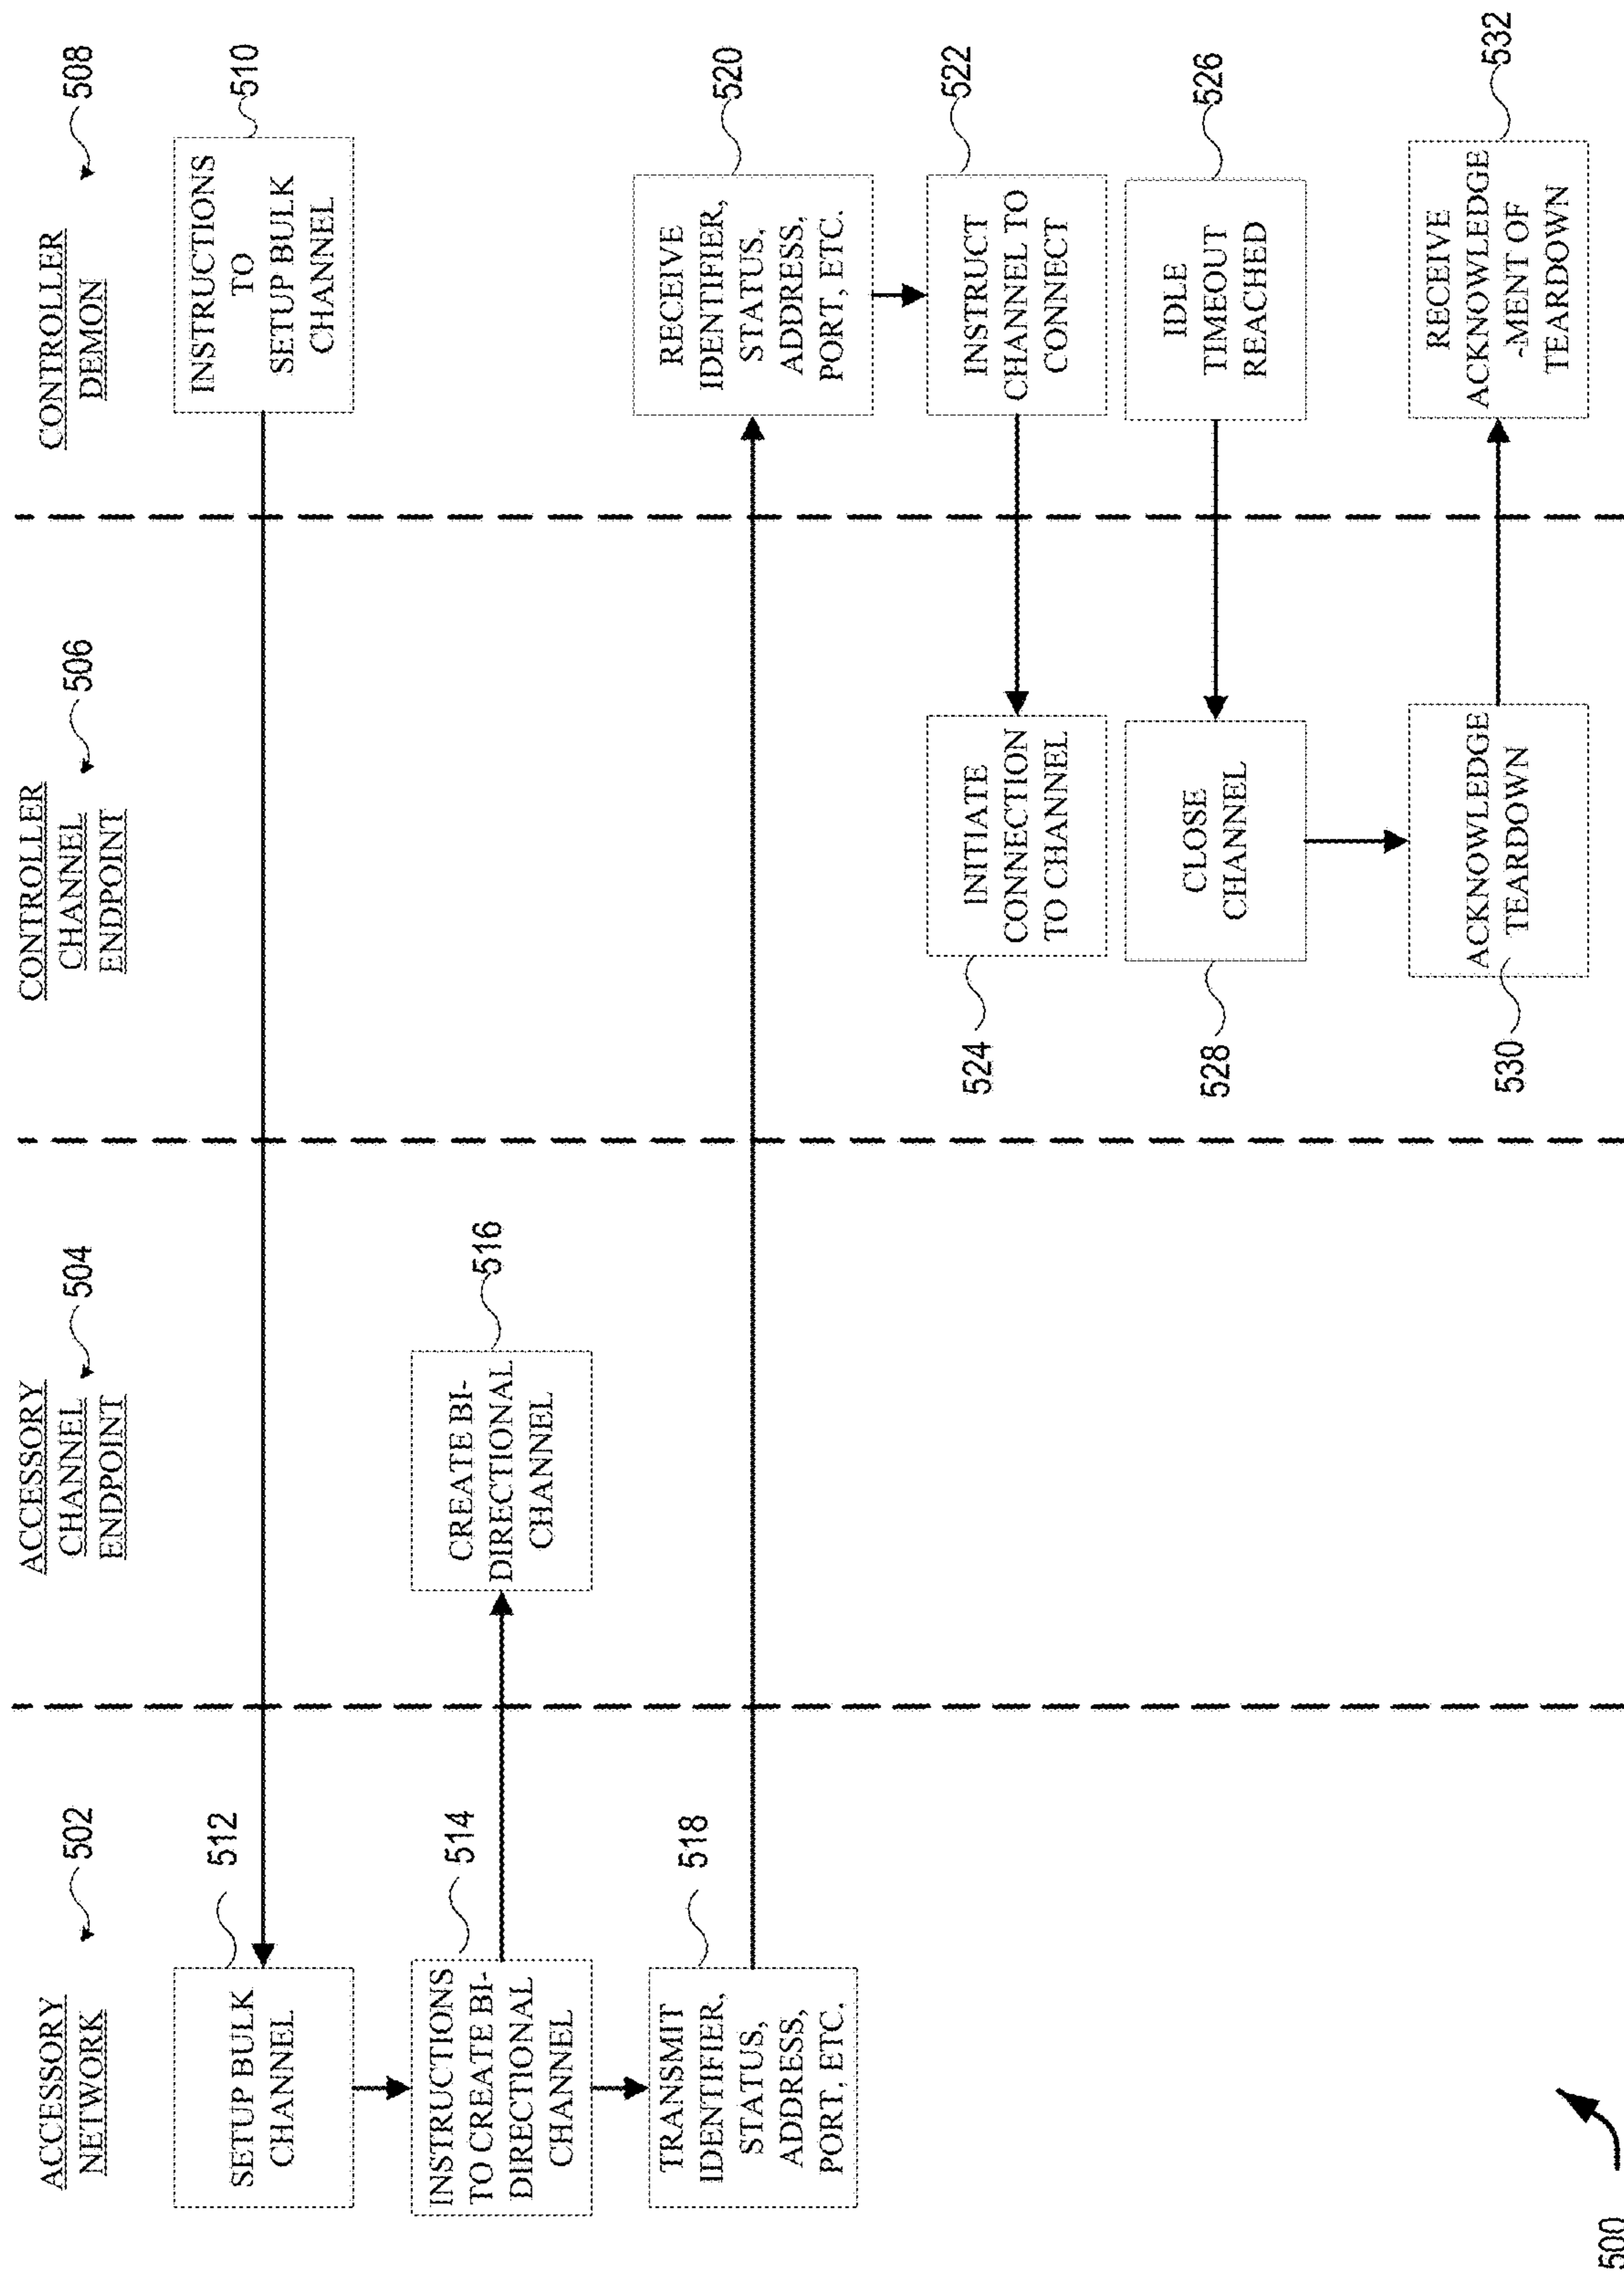 ACCESSORY
NETWORK
502
ACCESSORY
CHANNEL
ENDPOINT
504
CONTROLLER
CHANNEL
ENDPOINT
506
CONTROLLER
DEMON
508
INSTRUCTIONS
TO
SETUP BULK
CHANNEL
510
SETUP BULK
CHANNEL
512
INSTRUCTIONS
TO CREATE BI-
DIRECTIONAL
CHANNEL
514
CREATE BI-
DIRECTIONAL
CHANNEL
516
TRANSMIT
IDENTIFIER,
STATUS,
ADDRESS,
PORT, ETC.
518
RECEIVE
IDENTIFIER,
STATUS,
ADDRESS,
PORT, ETC.
520
INSTRUCT
CHANNEL TO
CONNECT
522
INITIATE
CONNECTION
TO CHANNEL
524
IDLE
TIMEOUT
REACHED
526
CLOSE
CHANNEL
528
ACKNOWLEDGE
TEARDOWN
530
RECEIVE
ACKNOWLEDGE
-MENT OF
TEARDOWN
532
500